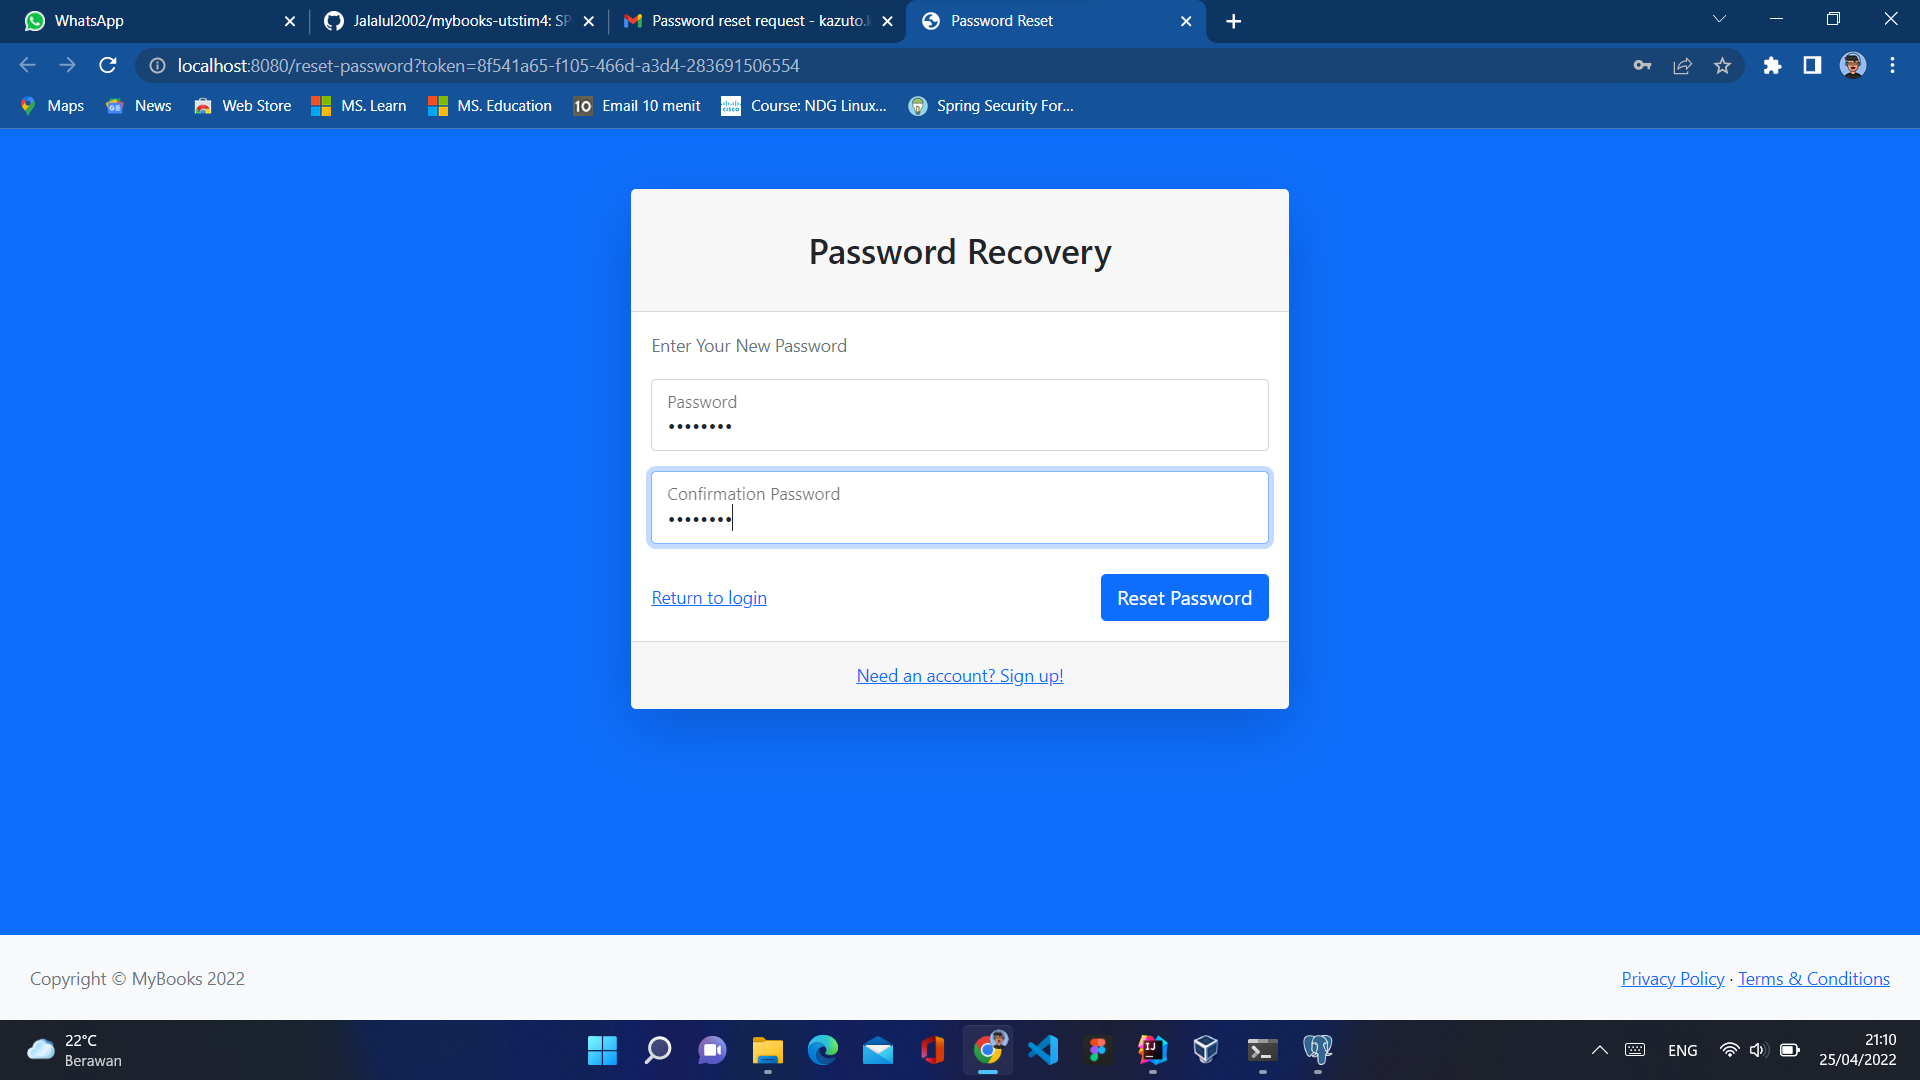 WhatsApp
Jalalul2002/mybooks-utstim4: SP
Password reset request - kazuto.k
Password Reset
localhost:8080/reset-password?token=8f541a65-f105-466d-a3d4-283691506554
Maps
News
Web Store
MS. Learn
MS. Education
10 Email 10 menit
Course: NDG Linux...
Spring Security For...
Password Recovery
Enter Your New Password
Password
••••••••
Confirmation Password
••••••••
Return to login
Reset Password
Need an account? Sign up!
Copyright © MyBooks 2022
Privacy Policy · Terms & Conditions
22°C
Berawan
ENG
21:10
25/04/2022